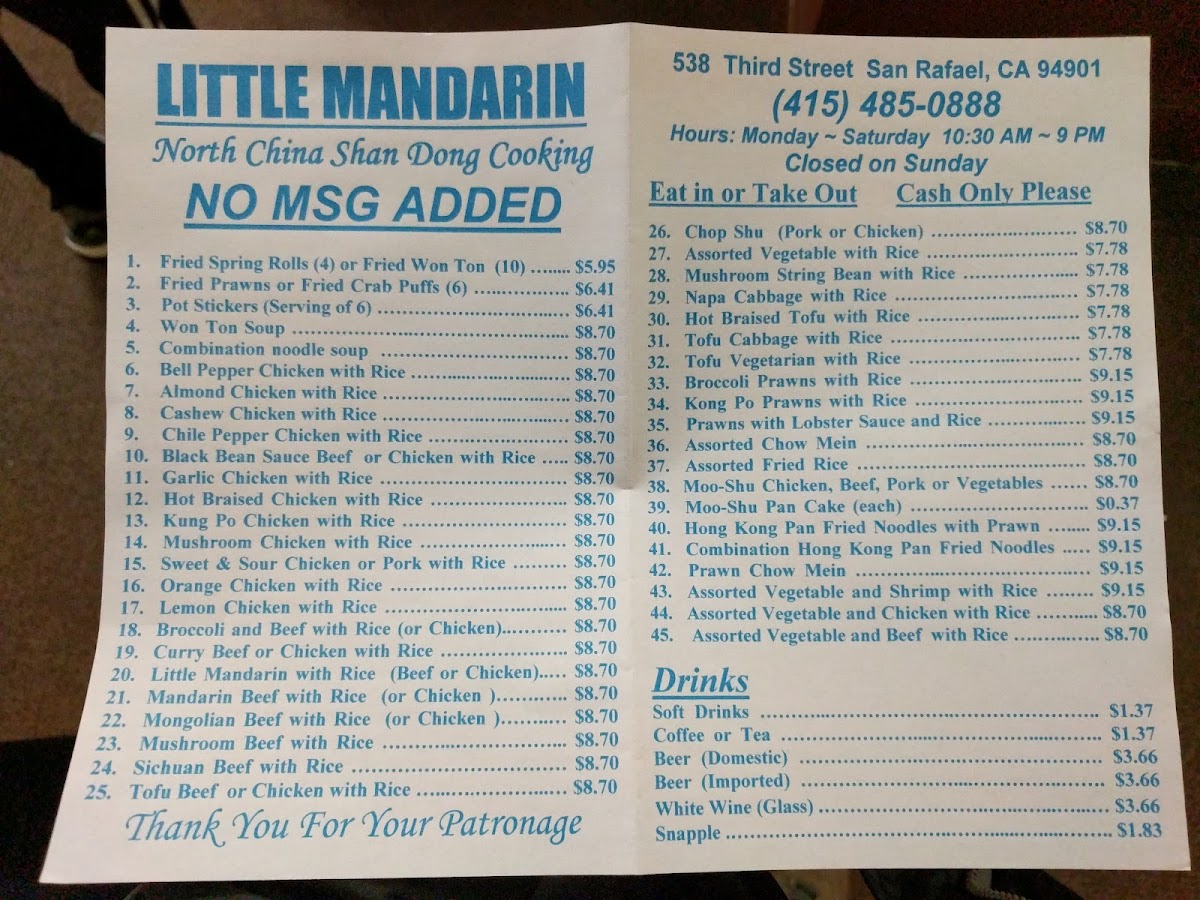 LITTLE MANDARIN
North China Shan Dong Cooking
NO MSG ADDED
1. Fried Spring Rolls (4) or Fried Won Ton (10) ......... $5.95
2. Fried Prawns or Fried Crab Puffs (6) ..................... $6.41
3. Pot Stickers (Serving of 6) ..................... $6.41
4. Won Ton Soup ..................... $8.70
5. Combination noodle soup ..................... $8.70
6. Bell Pepper Chicken with Rice ..................... $8.70
7. Almond Chicken with Rice ..................... $8.70
8. Cashew Chicken with Rice ..................... $8.70
9. Chile Pepper Chicken with Rice ..................... $8.70
10. Black Bean Sauce Beef or Chicken with Rice ..... $8.70
11. Garlic Chicken with Rice ..................... $8.70
12. Hot Braised Chicken with Rice ..................... $8.70
13. Kung Po Chicken with Rice ..................... $8.70
14. Mushroom Chicken with Rice ..................... $8.70
15. Sweet & Sour Chicken or Pork with Rice ......... $8.70
16. Orange Chicken with Rice ..................... $8.70
17. Lemon Chicken with Rice ..................... $8.70
18. Broccoli and Beef with Rice (or Chicken)........... $8.70
19. Curry Beef or Chicken with Rice ..................... $8.70
20. Little Mandarin with Rice (Beef or Chicken)..... $8.70
21. Mandarin Beef with Rice (or Chicken )............ $8.70
22. Mongolian Beef with Rice (or Chicken )............ $8.70
23. Mushroom Beef with Rice ..................... $8.70
24. Sichuan Beef with Rice ..................... $8.70
25. Tofu Beef or Chicken with Rice ..................... $8.70
Thank You For Your Patronage
538 Third Street San Rafael, CA 94901
(415) 485-0888
Hours: Monday ~ Saturday 10:30 AM ~ 9 PM
Closed on Sunday
Eat in or Take Out Cash Only Please
26. Chop Shu (Pork or Chicken) ..................... $8.70
27. Assorted Vegetable with Rice ..................... $7.78
28. Mushroom String Bean with Rice ..................... $7.78
29. Napa Cabbage with Rice ..................... $7.78
30. Hot Braised Tofu with Rice ..................... $7.78
31. Tofu Cabbage with Rice ..................... $7.78
32. Tofu Vegetarian with Rice ..................... $7.78
33. Broccoli Prawns with Rice ..................... $9.15
34. Kong Po Prawns with Rice ..................... $9.15
35. Prawns with Lobster Sauce and Rice ............... $9.15
36. Assorted Chow Mein ..................... $8.70
37. Assorted Fried Rice ..................... $8.70
38. Moo-Shu Chicken, Beef, Pork or Vegetables ...... $8.70
39. Moo-Shu Pan Cake (each) ..................... $0.37
40. Hong Kong Pan Fried Noodles with Prawn ........ $9.15
41. Combination Hong Kong Pan Fried Noodles ..... $9.15
42. Prawn Chow Mein ..................... $9.15
43. Assorted Vegetable and Shrimp with Rice ........ $9.15
44. Assorted Vegetable and Chicken with Rice ........... $8.70
45. Assorted Vegetable and Beef with Rice ............... $8.70
Drinks
Soft Drinks ..................... $1.37
Coffee or Tea ..................... $1.37
Beer (Domestic) ..................... $3.66
Beer (Imported) ..................... $3.66
White Wine (Glass) ..................... $3.66
Snapple ..................... $1.83